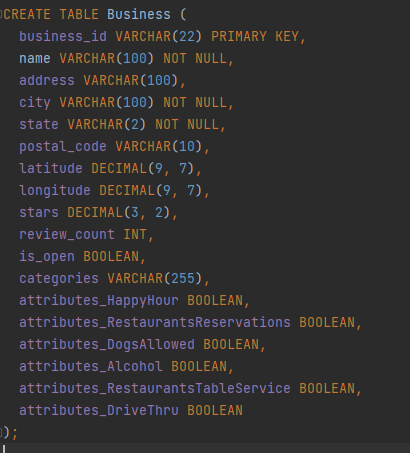 CREATE TABLE Business (
business_id VARCHAR(22) PRIMARY KEY,
name VARCHAR(100) NOT NULL,
address VARCHAR(100),
city VARCHAR(100) NOT NULL,
state VARCHAR(2) NOT NULL,
postal_code VARCHAR(10),
latitude DECIMAL(9, 7),
longitude DECIMAL(9, 7),
stars DECIMAL(3, 2),
review_count INT,
is_open BOOLEAN,
categories VARCHAR(255),
attributes_HappyHour BOOLEAN,
attributes_RestaurantsReservations BOOLEAN,
attributes_DogsAllowed BOOLEAN,
attributes_Alcohol BOOLEAN,
attributes_RestaurantsTableService BOOLEAN,
attributes_DriveThru BOOLEAN
);